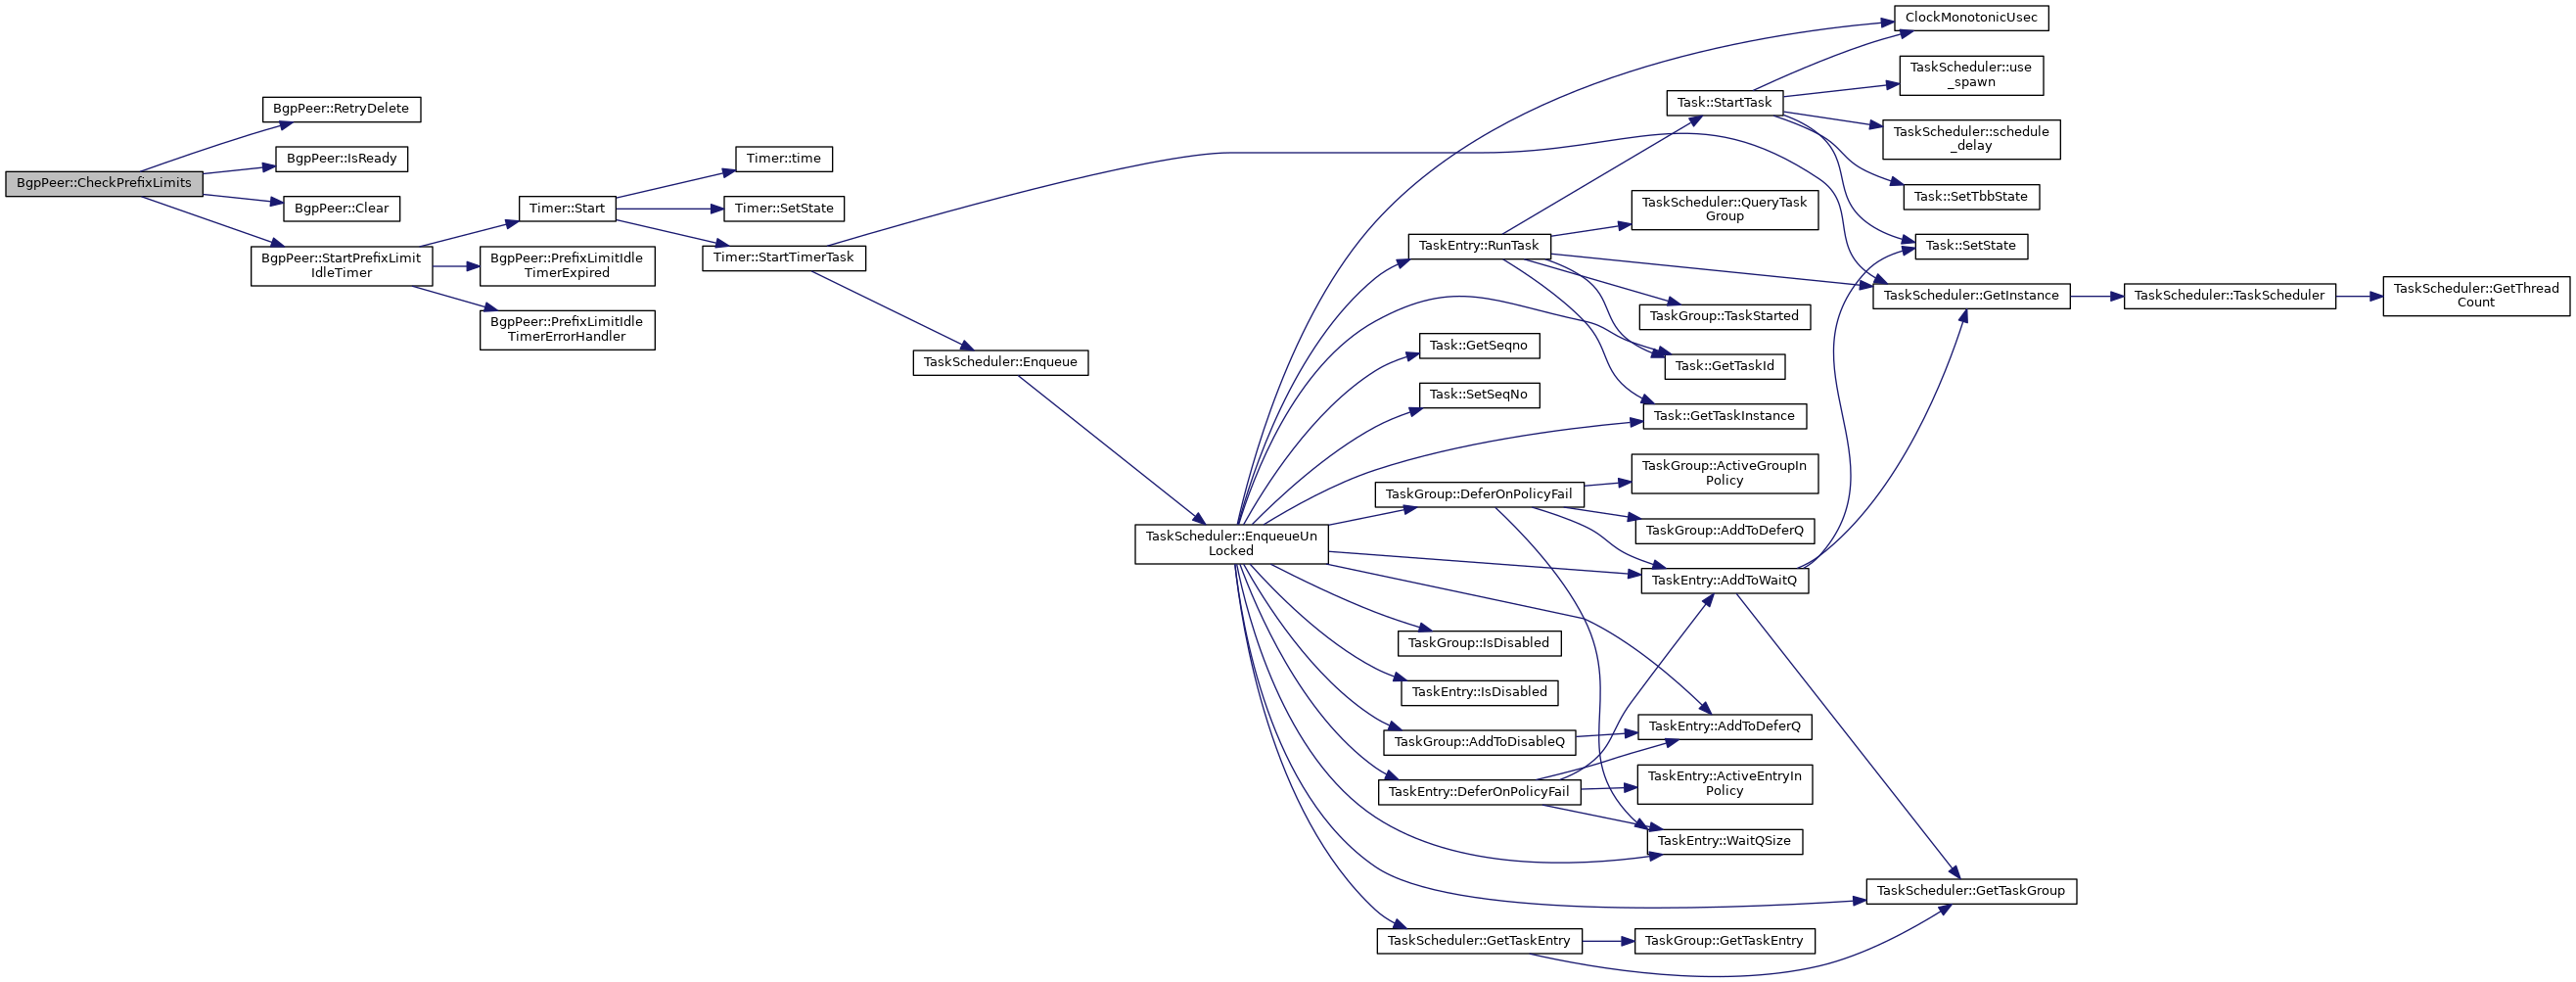 BgpPeer::CheckPrefixLimits
BgpPeer::RetryDelete
BgpPeer::IsReady
BgpPeer::Clear
BgpPeer::StartPrefixLimit
IdleTimer
Timer::Start
BgpPeer::PrefixLimitIdle
TimerExpired
BgpPeer::PrefixLimitIdle
TimerErrorHandler
Timer::time
Timer::SetState
Timer::StartTimerTask
TaskScheduler::Enqueue
TaskScheduler::EnqueueUn
Locked
TaskEntry::RunTask
Task::GetSeqno
Task::SetSeqNo
TaskGroup::DeferOnPolicyFail
TaskGroup::IsDisabled
TaskEntry::IsDisabled
TaskGroup::AddToDisableQ
TaskEntry::DeferOnPolicyFail
TaskScheduler::GetTaskEntry
Task::StartTask
TaskScheduler::QueryTask
Group
TaskGroup::TaskStarted
Task::GetTaskId
Task::GetTaskInstance
TaskGroup::ActiveGroupIn
Policy
TaskGroup::AddToDeferQ
TaskEntry::AddToWaitQ
TaskEntry::AddToDeferQ
TaskEntry::ActiveEntryIn
Policy
TaskEntry::WaitQSize
TaskGroup::GetTaskEntry
ClockMonotonicUsec
TaskScheduler::use
_spawn
TaskScheduler::schedule
_delay
Task::SetTbbState
Task::SetState
TaskScheduler::GetInstance
TaskScheduler::GetTaskGroup
TaskScheduler::TaskScheduler
TaskScheduler::GetThread
Count